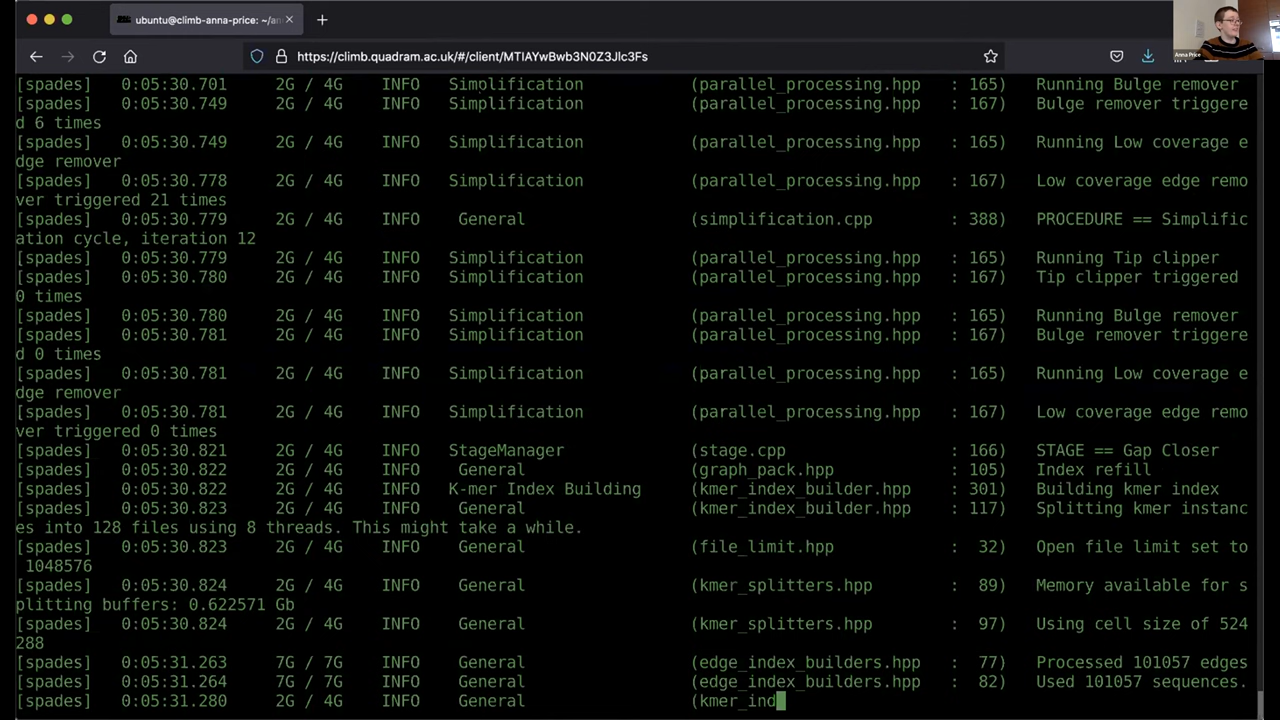 ubuntu@climb-anna-price: ~/an
https://climb.quadram.ac.uk/#/client/MTIAYwBwb3N0Z3Jlc3Fs
Anna Price
[spades] 0:05:30.701 2G / 4G INFO Simplification (parallel_processing.hpp : 165) Running Bulge remover
[spades] 0:05:30.749 2G / 4G INFO Simplification (parallel_processing.hpp : 167) Bulge remover triggere
d 6 times
[spades] 0:05:30.749 2G / 4G INFO Simplification (parallel_processing.hpp : 165) Running Low coverage e
dge remover
[spades] 0:05:30.778 2G / 4G INFO Simplification (parallel_processing.hpp : 167) Low coverage edge remo
ver triggered 21 times
[spades] 0:05:30.779 2G / 4G INFO General (simplification.cpp : 388) PROCEDURE == Simplific
ation cycle, iteration 12
[spades] 0:05:30.779 2G / 4G INFO Simplification (parallel_processing.hpp : 165) Running Tip clipper
[spades] 0:05:30.780 2G / 4G INFO Simplification (parallel_processing.hpp : 167) Tip clipper triggered
0 times
[spades] 0:05:30.780 2G / 4G INFO Simplification (parallel_processing.hpp : 165) Running Bulge remover
[spades] 0:05:30.781 2G / 4G INFO Simplification (parallel_processing.hpp : 167) Bulge remover triggere
d 0 times
[spades] 0:05:30.781 2G / 4G INFO Simplification (parallel_processing.hpp : 165) Running Low coverage e
dge remover
[spades] 0:05:30.781 2G / 4G INFO Simplification (parallel_processing.hpp : 167) Low coverage edge remo
ver triggered 0 times
[spades] 0:05:30.821 2G / 4G INFO StageManager (stage.cpp : 166) STAGE == Gap Closer
[spades] 0:05:30.822 2G / 4G INFO General (graph_pack.hpp : 105) Index refill
[spades] 0:05:30.822 2G / 4G INFO K-mer Index Building (kmer_index_builder.hpp : 301) Building kmer index
[spades] 0:05:30.823 2G / 4G INFO General (kmer_index_builder.hpp : 117) Splitting kmer instanc
es into 128 files using 8 threads. This might take a while.
[spades] 0:05:30.823 2G / 4G INFO General (file_limit.hpp : 32) Open file limit set to
1048576
[spades] 0:05:30.824 2G / 4G INFO General (kmer_splitters.hpp : 89) Memory available for s
plitting buffers: 0.622571 Gb
[spades] 0:05:30.824 2G / 4G INFO General (kmer_splitters.hpp : 97) Using cell size of 524
288
[spades] 0:05:31.263 7G / 7G INFO General (edge_index_builders.hpp : 77) Processed 101057 edges
[spades] 0:05:31.264 7G / 7G INFO General (edge_index_builders.hpp : 82) Used 101057 sequences.
[spades] 0:05:31.280 2G / 4G INFO General (kmer_ind